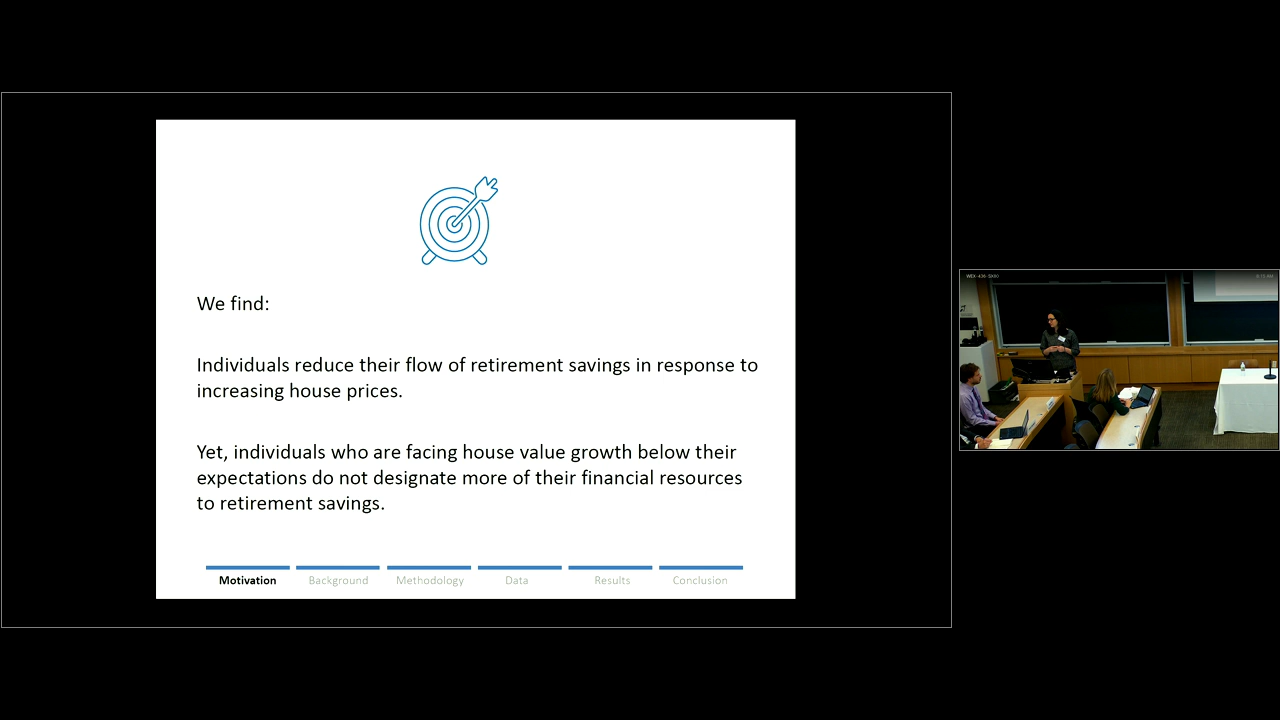 We find:
Individuals reduce their flow of retirement savings in response to
increasing house prices.
Yet, individuals who are facing house value growth below their
expectations do not designate more of their financial resources
to retirement savings.
Motivation Background Methodology Data Results Conclusion